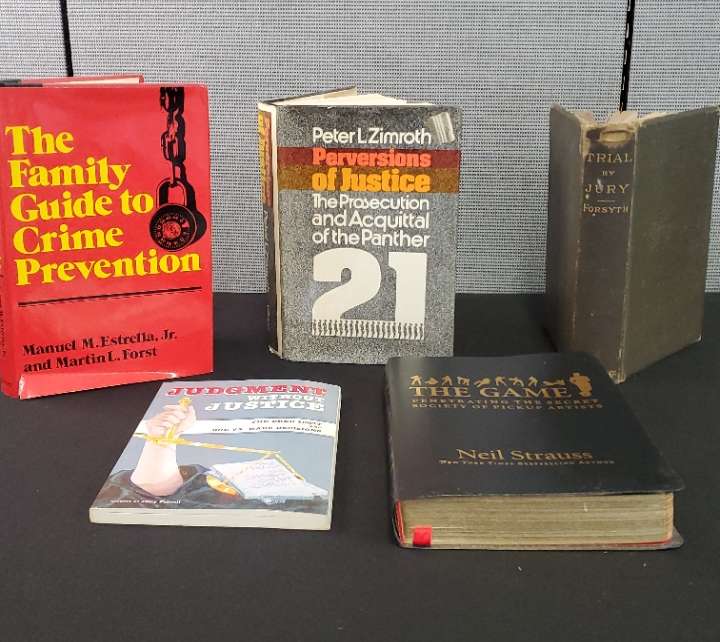 The
Family
Guide to
Crime
Prevention
Manuel M. Estrella, Jr.
and Martin L. Forst
Peter L Zimroth
Perversions
of Justice
The Prosecution
and Acquittal
of the Panther
21
TRIAL
BY
JURY
FORSYTH
JUDGMENT
WITHOUT
JUSTICE
THE GAME
PENETRATING THE SECRET
SOCIETY OF PICKUP ARTISTS
Neil Strauss
NEW YORK TIMES BESTSELLING AUTHOR